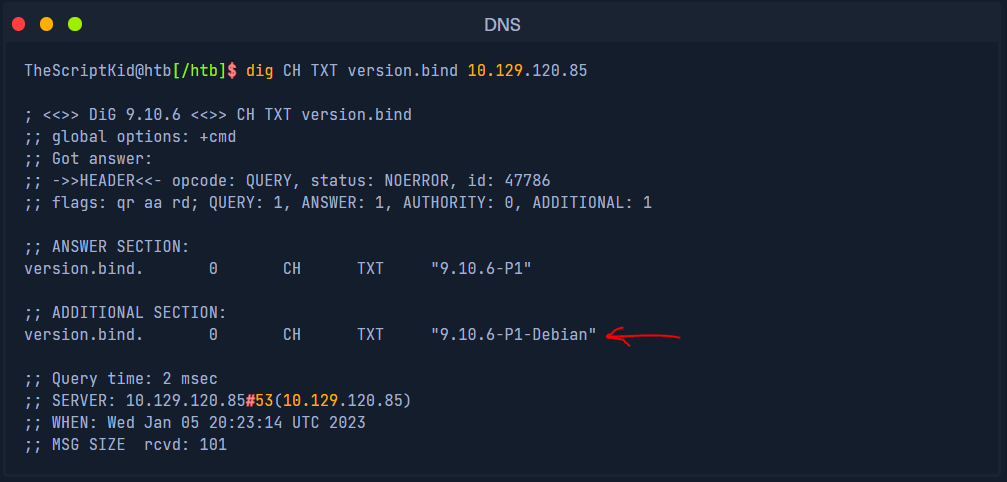 DNS
TheScriptKid@htb[/htb]$ dig CH TXT version.bind 10.129.120.85
; <<>> DiG 9.10.6 <<>> CH TXT version.bind
;; global options: +cmd
;; Got answer:
;; ->>HEADER<<- opcode: QUERY, status: NOERROR, id: 47786
;; flags: qr aa rd; QUERY: 1, ANSWER: 1, AUTHORITY: 0, ADDITIONAL: 1
;; ANSWER SECTION:
version.bind.       0       CH      TXT     "9.10.6-P1"
;; ADDITIONAL SECTION:
version.bind.       0       CH      TXT     "9.10.6-P1-Debian"
;; Query time: 2 msec
;; SERVER: 10.129.120.85#53(10.129.120.85)
;; WHEN: Wed Jan 05 20:23:14 UTC 2023
;; MSG SIZE  rcvd: 101